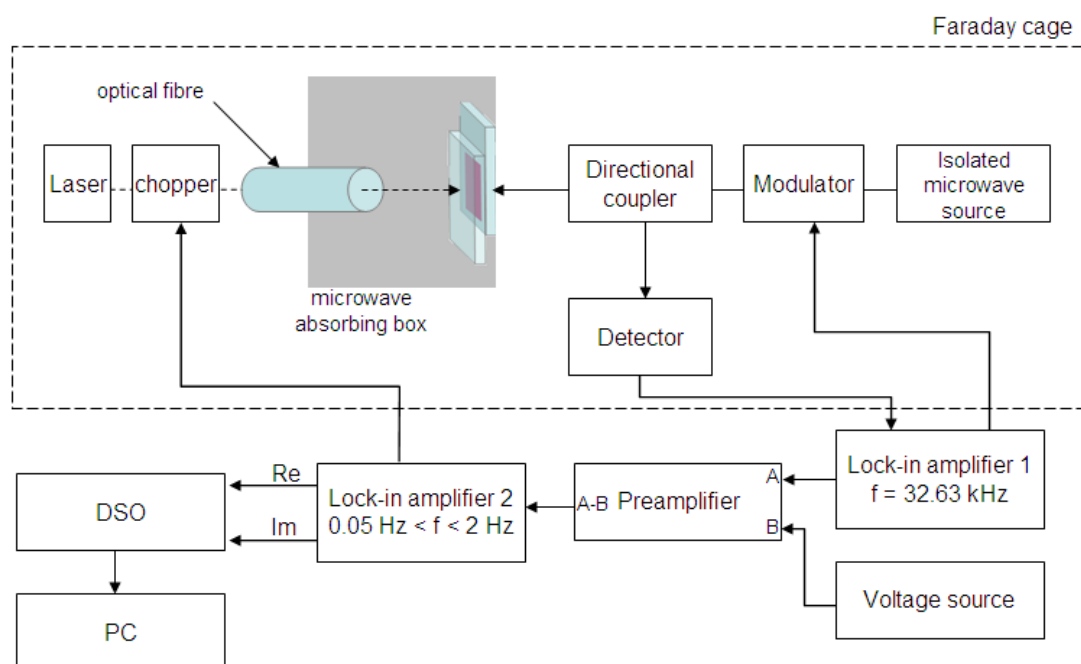 Faraday cage
optical fibre
Laser
chopper
Directional
coupler
Modulator
Isolated
microwave
source
microwave
absorbing box
Detector
Re
Im
DSO
Lock-in amplifier 2
0.05 Hz < f < 2 Hz
A-B
Preamplifier
A
B
Lock-in amplifier 1
f = 32.63 kHz
Voltage source
PC